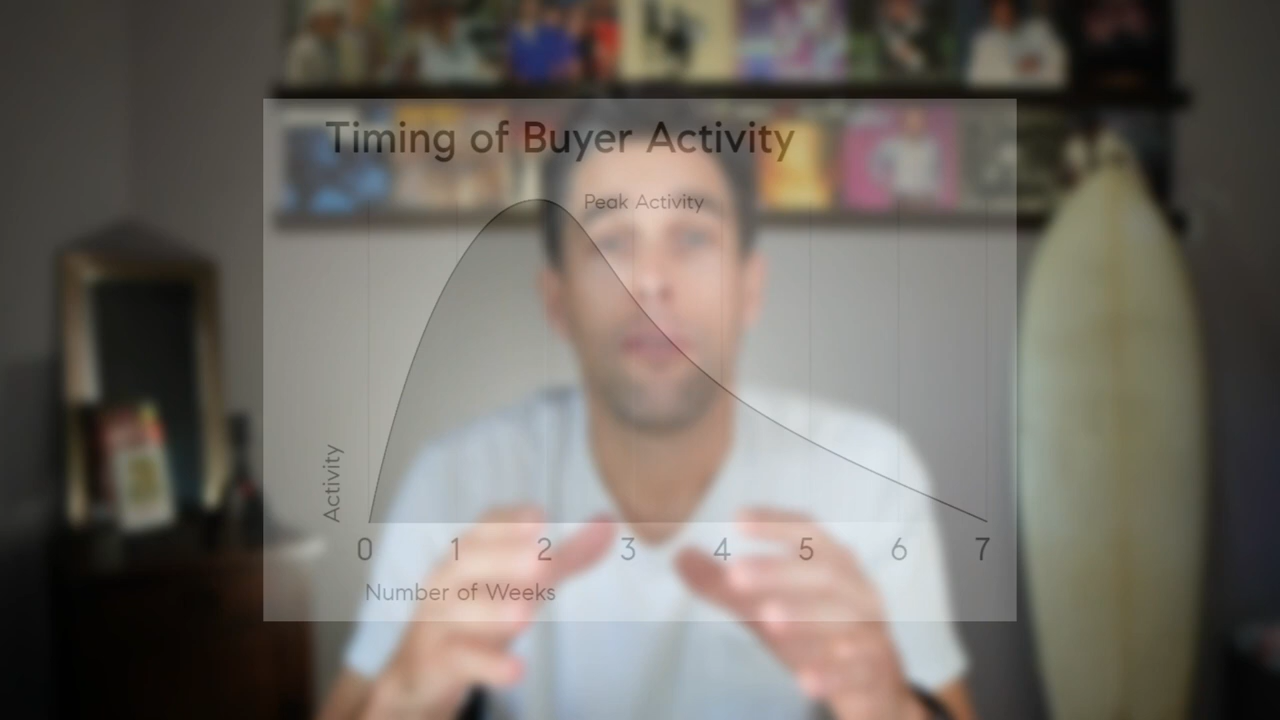 Timing of Buyer Activity
Peak Activity
Activity
0 1 2 3 4 5 6 7
Number of Weeks